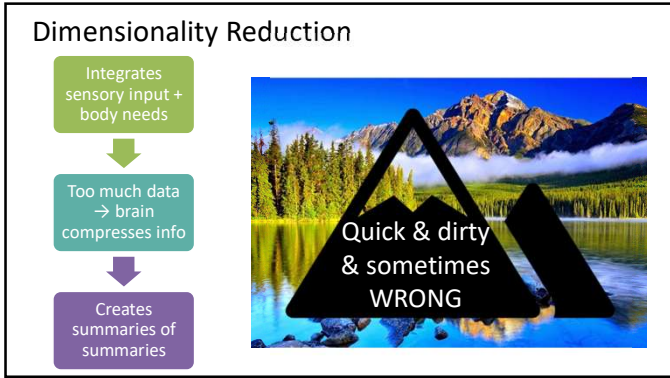 Dimensionality Reduction
Integrates
sensory input +
body needs
Too much data
→ brain
compresses info
Creates
summaries of
summaries
Quick & dirty
& sometimes
WRONG